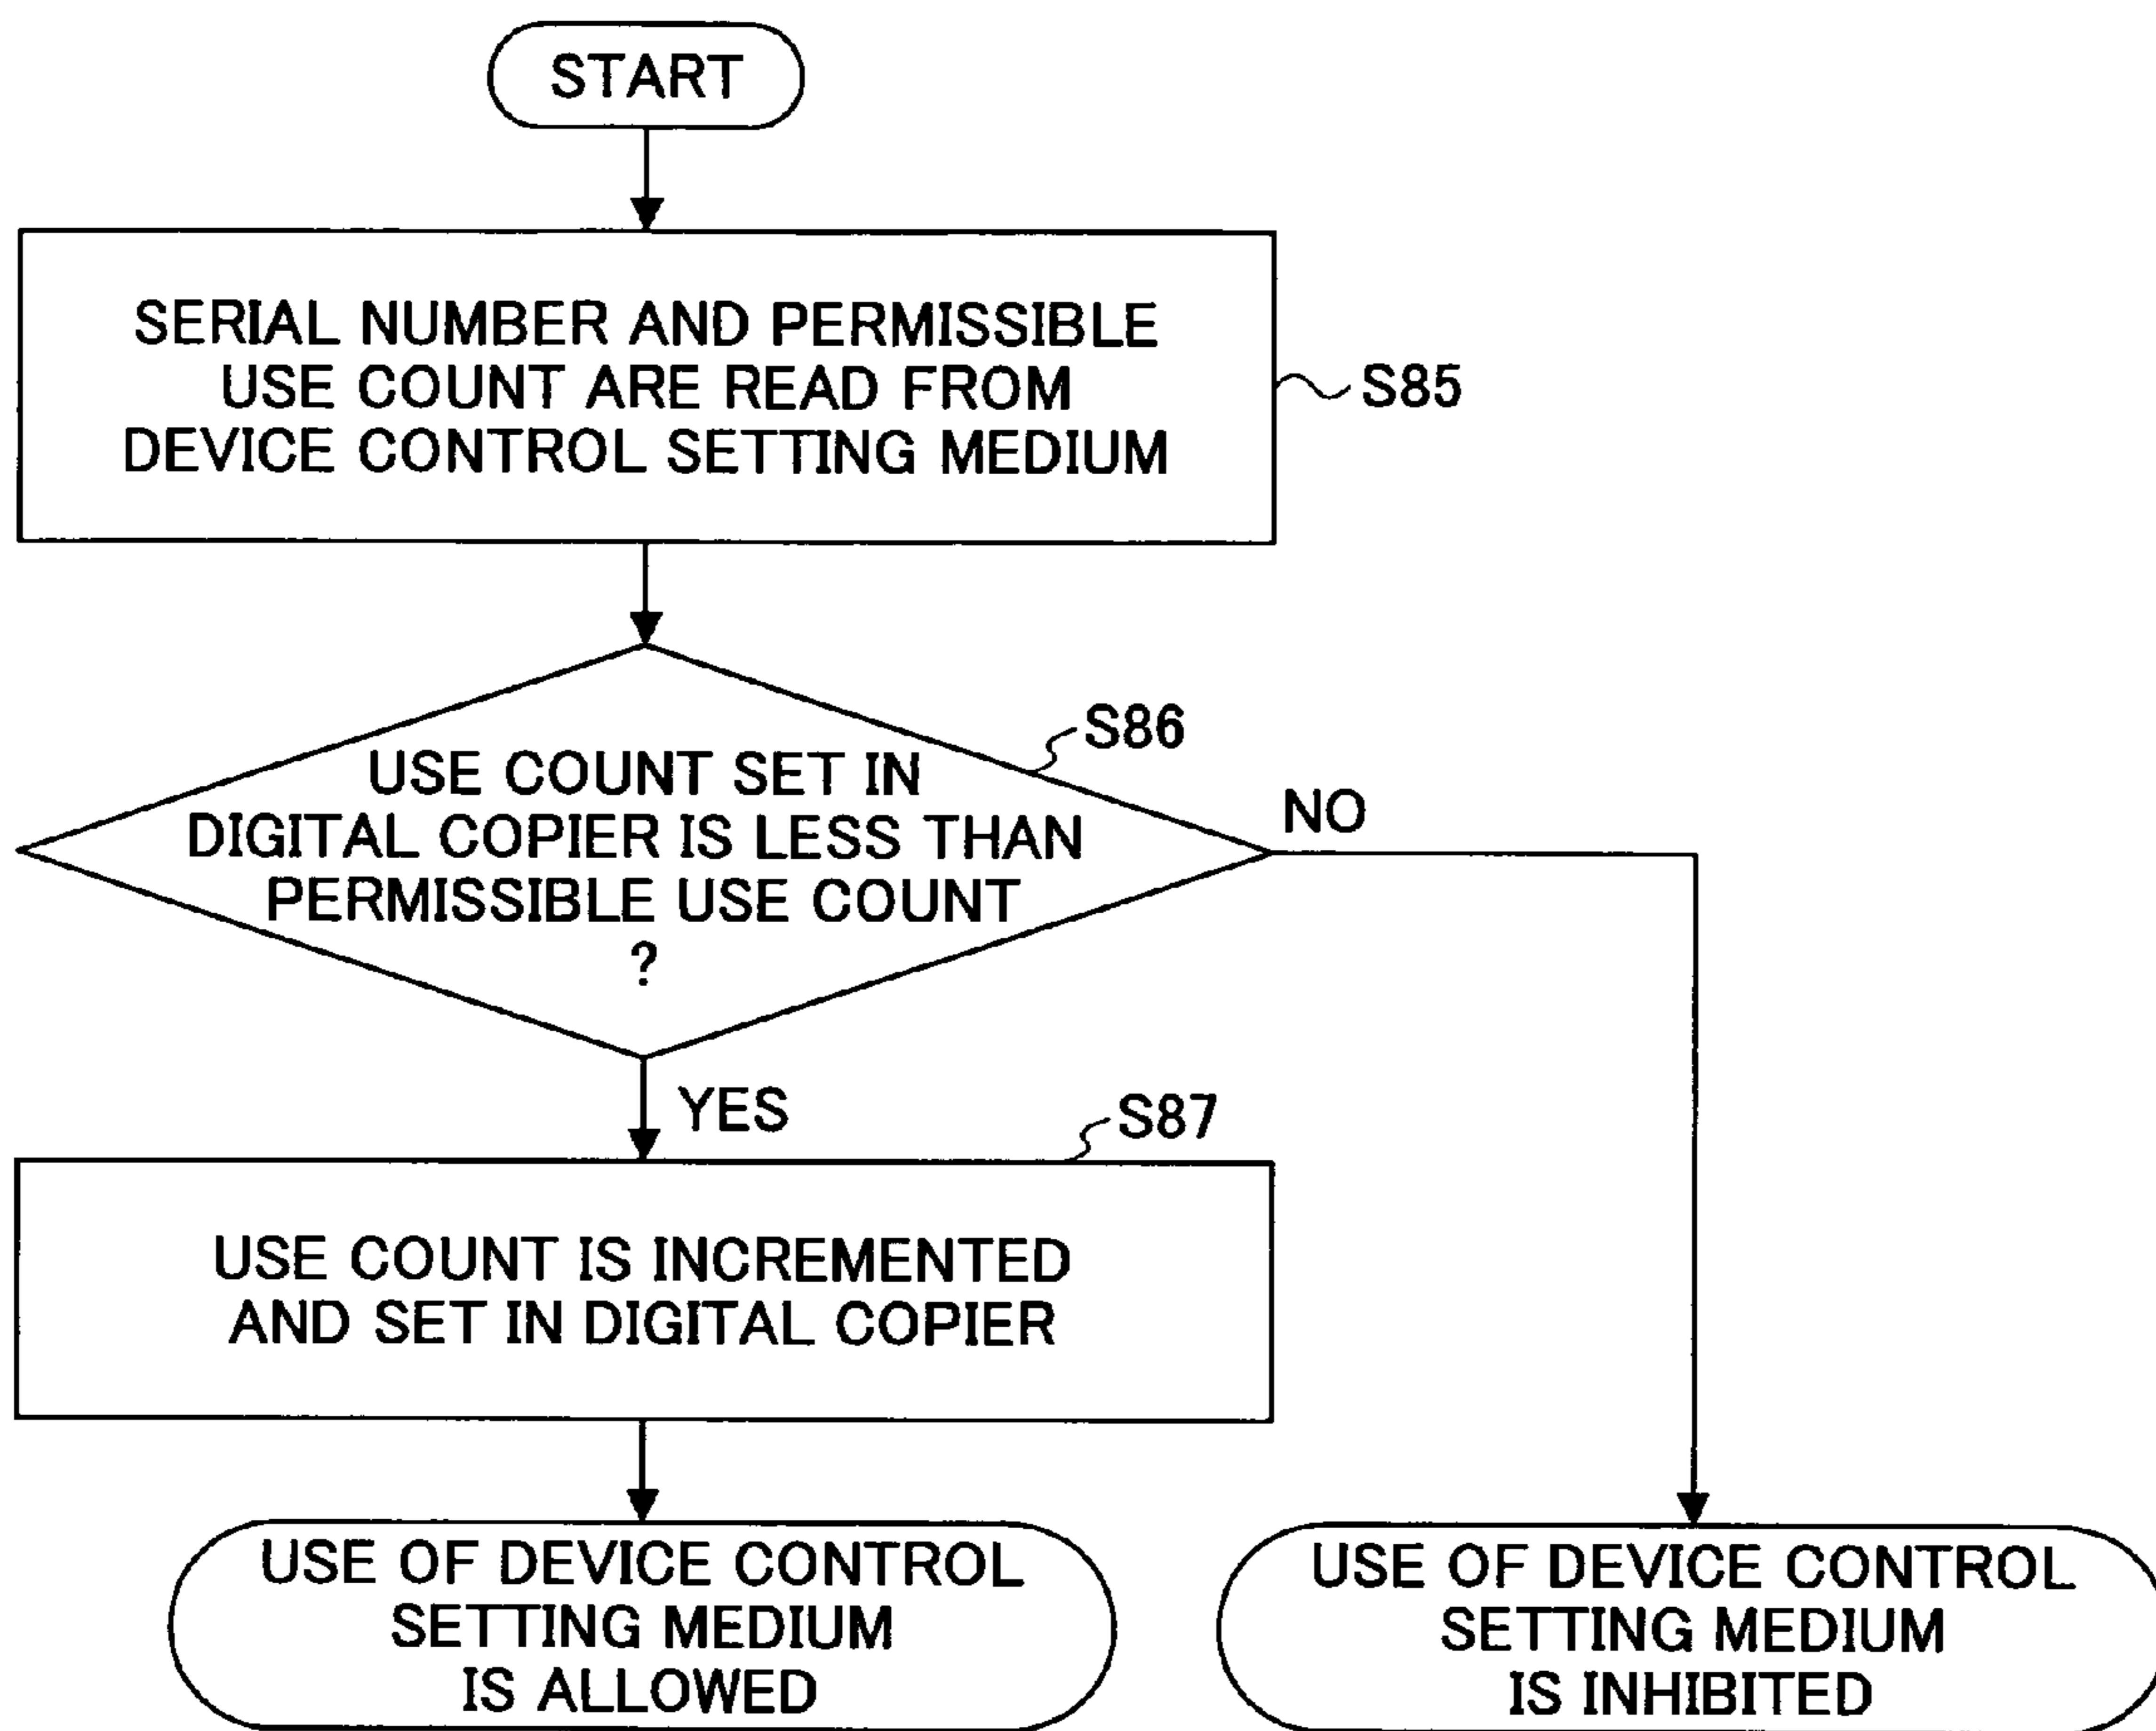 START
SERIAL NUMBER AND PERMISSIBLE
USE COUNT ARE READ FROM
DEVICE CONTROL SETTING MEDIUM
S85
S86
USE COUNT SET IN
DIGITAL COPIER IS LESS THAN
PERMISSIBLE USE COUNT
?
NO
YES
S87
USE COUNT IS INCREMENTED
AND SET IN DIGITAL COPIER
USE OF DEVICE CONTROL
SETTING MEDIUM
IS ALLOWED
USE OF DEVICE CONTROL
SETTING MEDIUM
IS INHIBITED